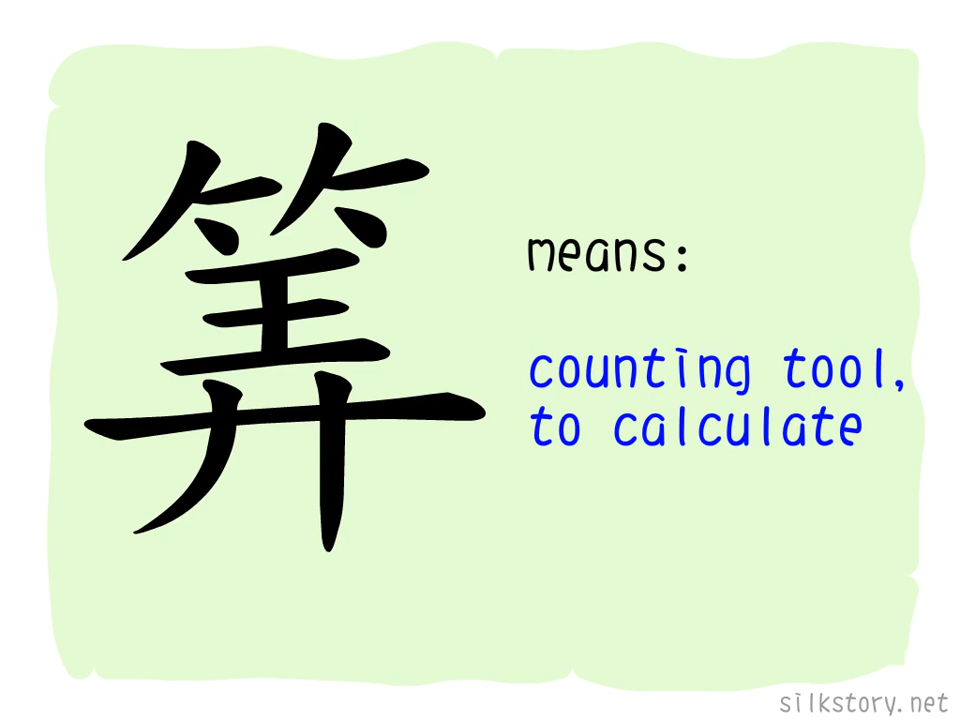 筭
means:
counting tool,
to calculate
silkstory.net